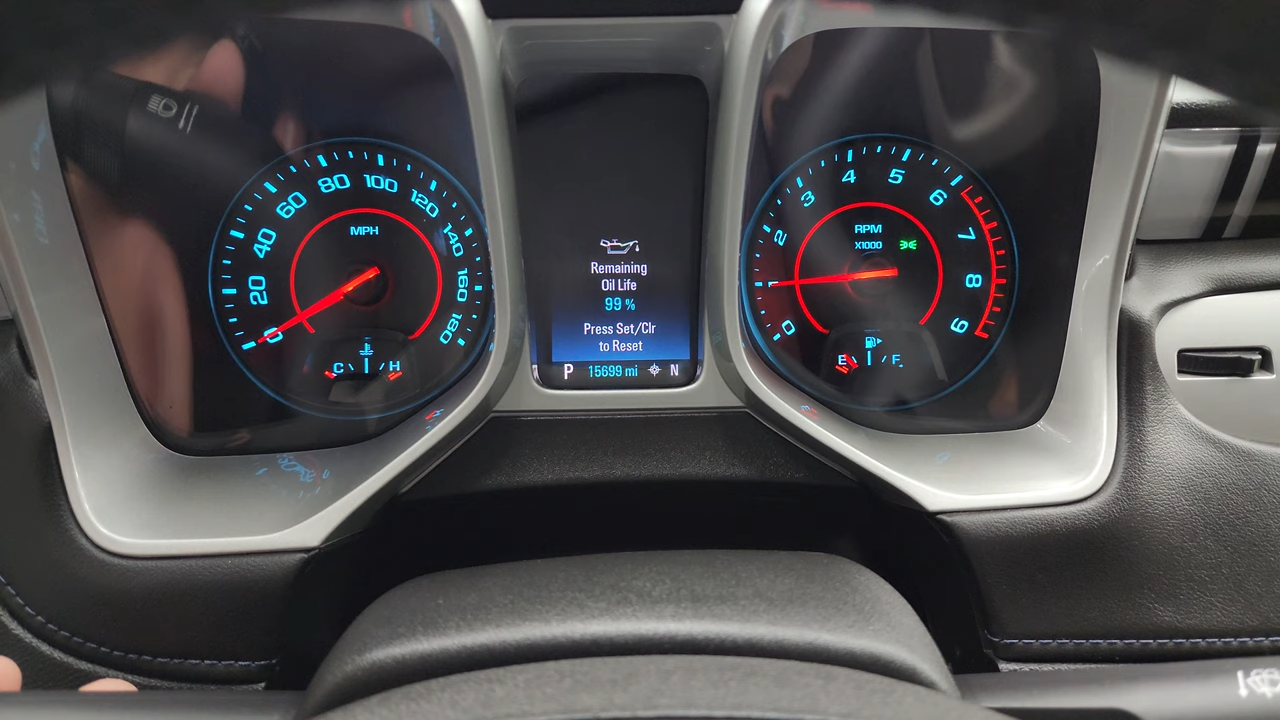 0
20
40
60
80
100
120
140
160
180
MPH
C
H
Remaining
Oil Life
99 %
Press Set/Clr
to Reset
P 15699 mi N
0
2
3
4
5
6
7
8
9
RPM
X1000
E
F